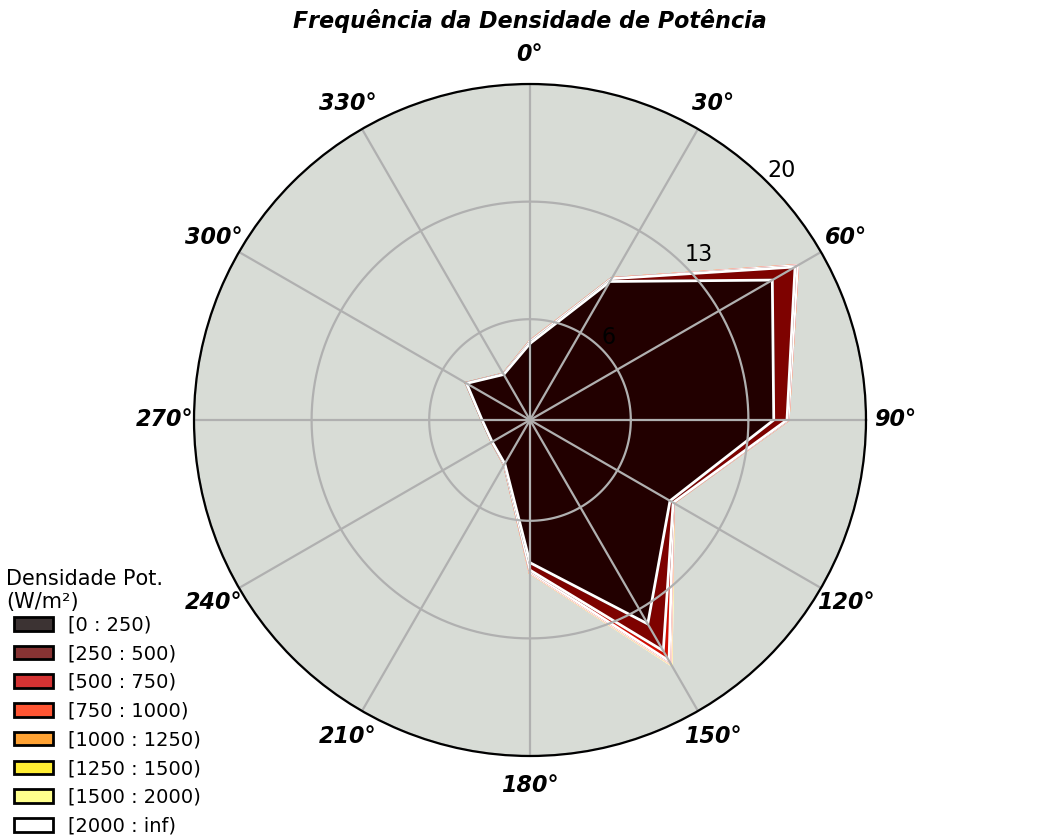 Frequência da Densidade de Potência
0°
330°
30°
20
300°
60°
13
6
270°
90°
240°
120°
210°
150°
180°
Densidade Pot.
(W/m²)
[0 : 250)
[250 : 500)
[500 : 750)
[750 : 1000)
[1000 : 1250)
[1250 : 1500)
[1500 : 2000)
[2000 : inf)